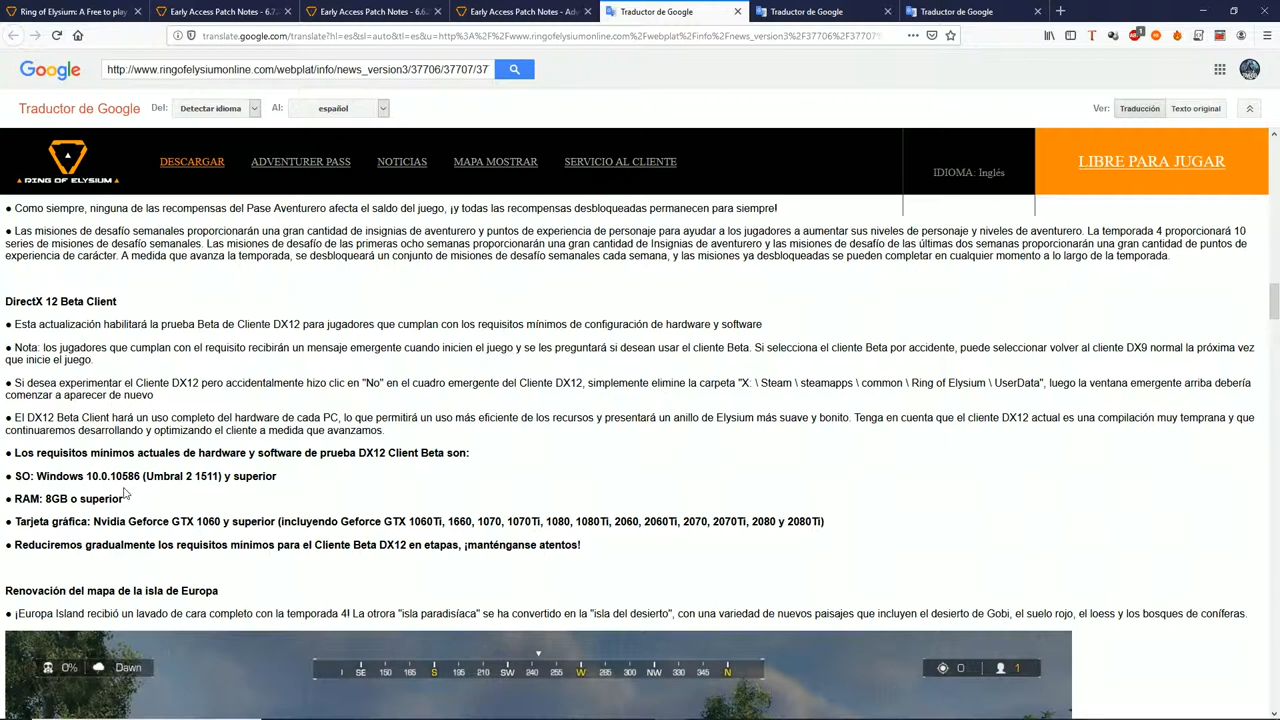 Ring of Elysium: A Free to play
Early Access Patch Notes - 6.7.
Early Access Patch Notes - 6.6.
Early Access Patch Notes - Adv
Traductor de Google
Traductor de Google
Traductor de Google
translate.google.com/translate?hl=es&sl=auto&tl=es&u=http%3A%2F%2Fwww.ringofelysiumonline.com%2Fwebplat%2Finfo%2Fnews_version3%2F37706%2F37707%
Google
http://www.ringofelysiumonline.com/webplat/info/news_version3/37706/37707/37
Traductor de Google
Del:
Detectar idioma
Al:
español
Ver:
Traducción
Texto original
RING OF ELYSIUM
DESCARGAR
ADVENTURER PASS
NOTICIAS
MAPA MOSTRAR
SERVICIO AL CLIENTE
IDIOMA: Inglés
LIBRE PARA JUGAR
● Como siempre, ninguna de las recompensas del Pase Aventurero afecta el saldo del juego, ¡y todas las recompensas desbloqueadas permanecen para siempre!
● Las misiones de desafío semanales proporcionarán una gran cantidad de insignias de aventurero y puntos de experiencia de personaje para ayudar a los jugadores a aumentar sus niveles de personaje y niveles de aventurero. La temporada 4 proporcionará 10
series de misiones de desafío semanales. Las misiones de desafío de las primeras ocho semanas proporcionarán una gran cantidad de Insignias de aventurero y las misiones de desafío de las últimas dos semanas proporcionarán una gran cantidad de puntos de
experiencia de carácter. A medida que avanza la temporada, se desbloqueará un conjunto de misiones de desafío semanales cada semana, y las misiones ya desbloqueadas se pueden completar en cualquier momento a lo largo de la temporada.
DirectX 12 Beta Client
● Esta actualización habilitará la prueba Beta de Cliente DX12 para jugadores que cumplan con los requisitos mínimos de configuración de hardware y software
● Nota: los jugadores que cumplan con el requisito recibirán un mensaje emergente cuando inicien el juego y se les preguntará si desean usar el cliente Beta. Si selecciona el cliente Beta por accidente, puede seleccionar volver al cliente DX9 normal la próxima vez
que inicie el juego.
● Si desea experimentar el Cliente DX12 pero accidentalmente hizo clic en "No" en el cuadro emergente del Cliente DX12, simplemente elimine la carpeta "X: \ Steam \ steamapps \ common \ Ring of Elysium \ UserData", luego la ventana emergente arriba debería
comenzar a aparecer de nuevo
● El DX12 Beta Client hará un uso completo del hardware de cada PC, lo que permitirá un uso más eficiente de los recursos y presentará un anillo de Elysium más suave y bonito. Tenga en cuenta que el cliente DX12 actual es una compilación muy temprana y que
continuaremos desarrollando y optimizando el cliente a medida que avanzamos.
● Los requisitos mínimos actuales de hardware y software de prueba DX12 Client Beta son:
● SO: Windows 10.0.10586 (Umbral 2 1511) y superior
● RAM: 8GB o superior
● Tarjeta gráfica: Nvidia Geforce GTX 1060 y superior (incluyendo Geforce GTX 1060Ti, 1660, 1070, 1070Ti, 1080, 1080Ti, 2060, 2060Ti, 2070, 2070Ti, 2080 y 2080Ti)
● Reduciremos gradualmente los requisitos mínimos para el Cliente Beta DX12 en etapas, ¡manténganse atentos!
Renovación del mapa de la isla de Europa
● ¡Europa Island recibió un lavado de cara completo con la temporada 4! La otrora "isla paradisíaca" se ha convertido en la "isla del desierto", con una variedad de nuevos paisajes que incluyen el desierto de Gobi, el suelo rojo, el loess y los bosques de coníferas.
0% Dawn
SE 150 165 S 195 210 SW 240 255 W 285 300 NW 330 345 N
0 1